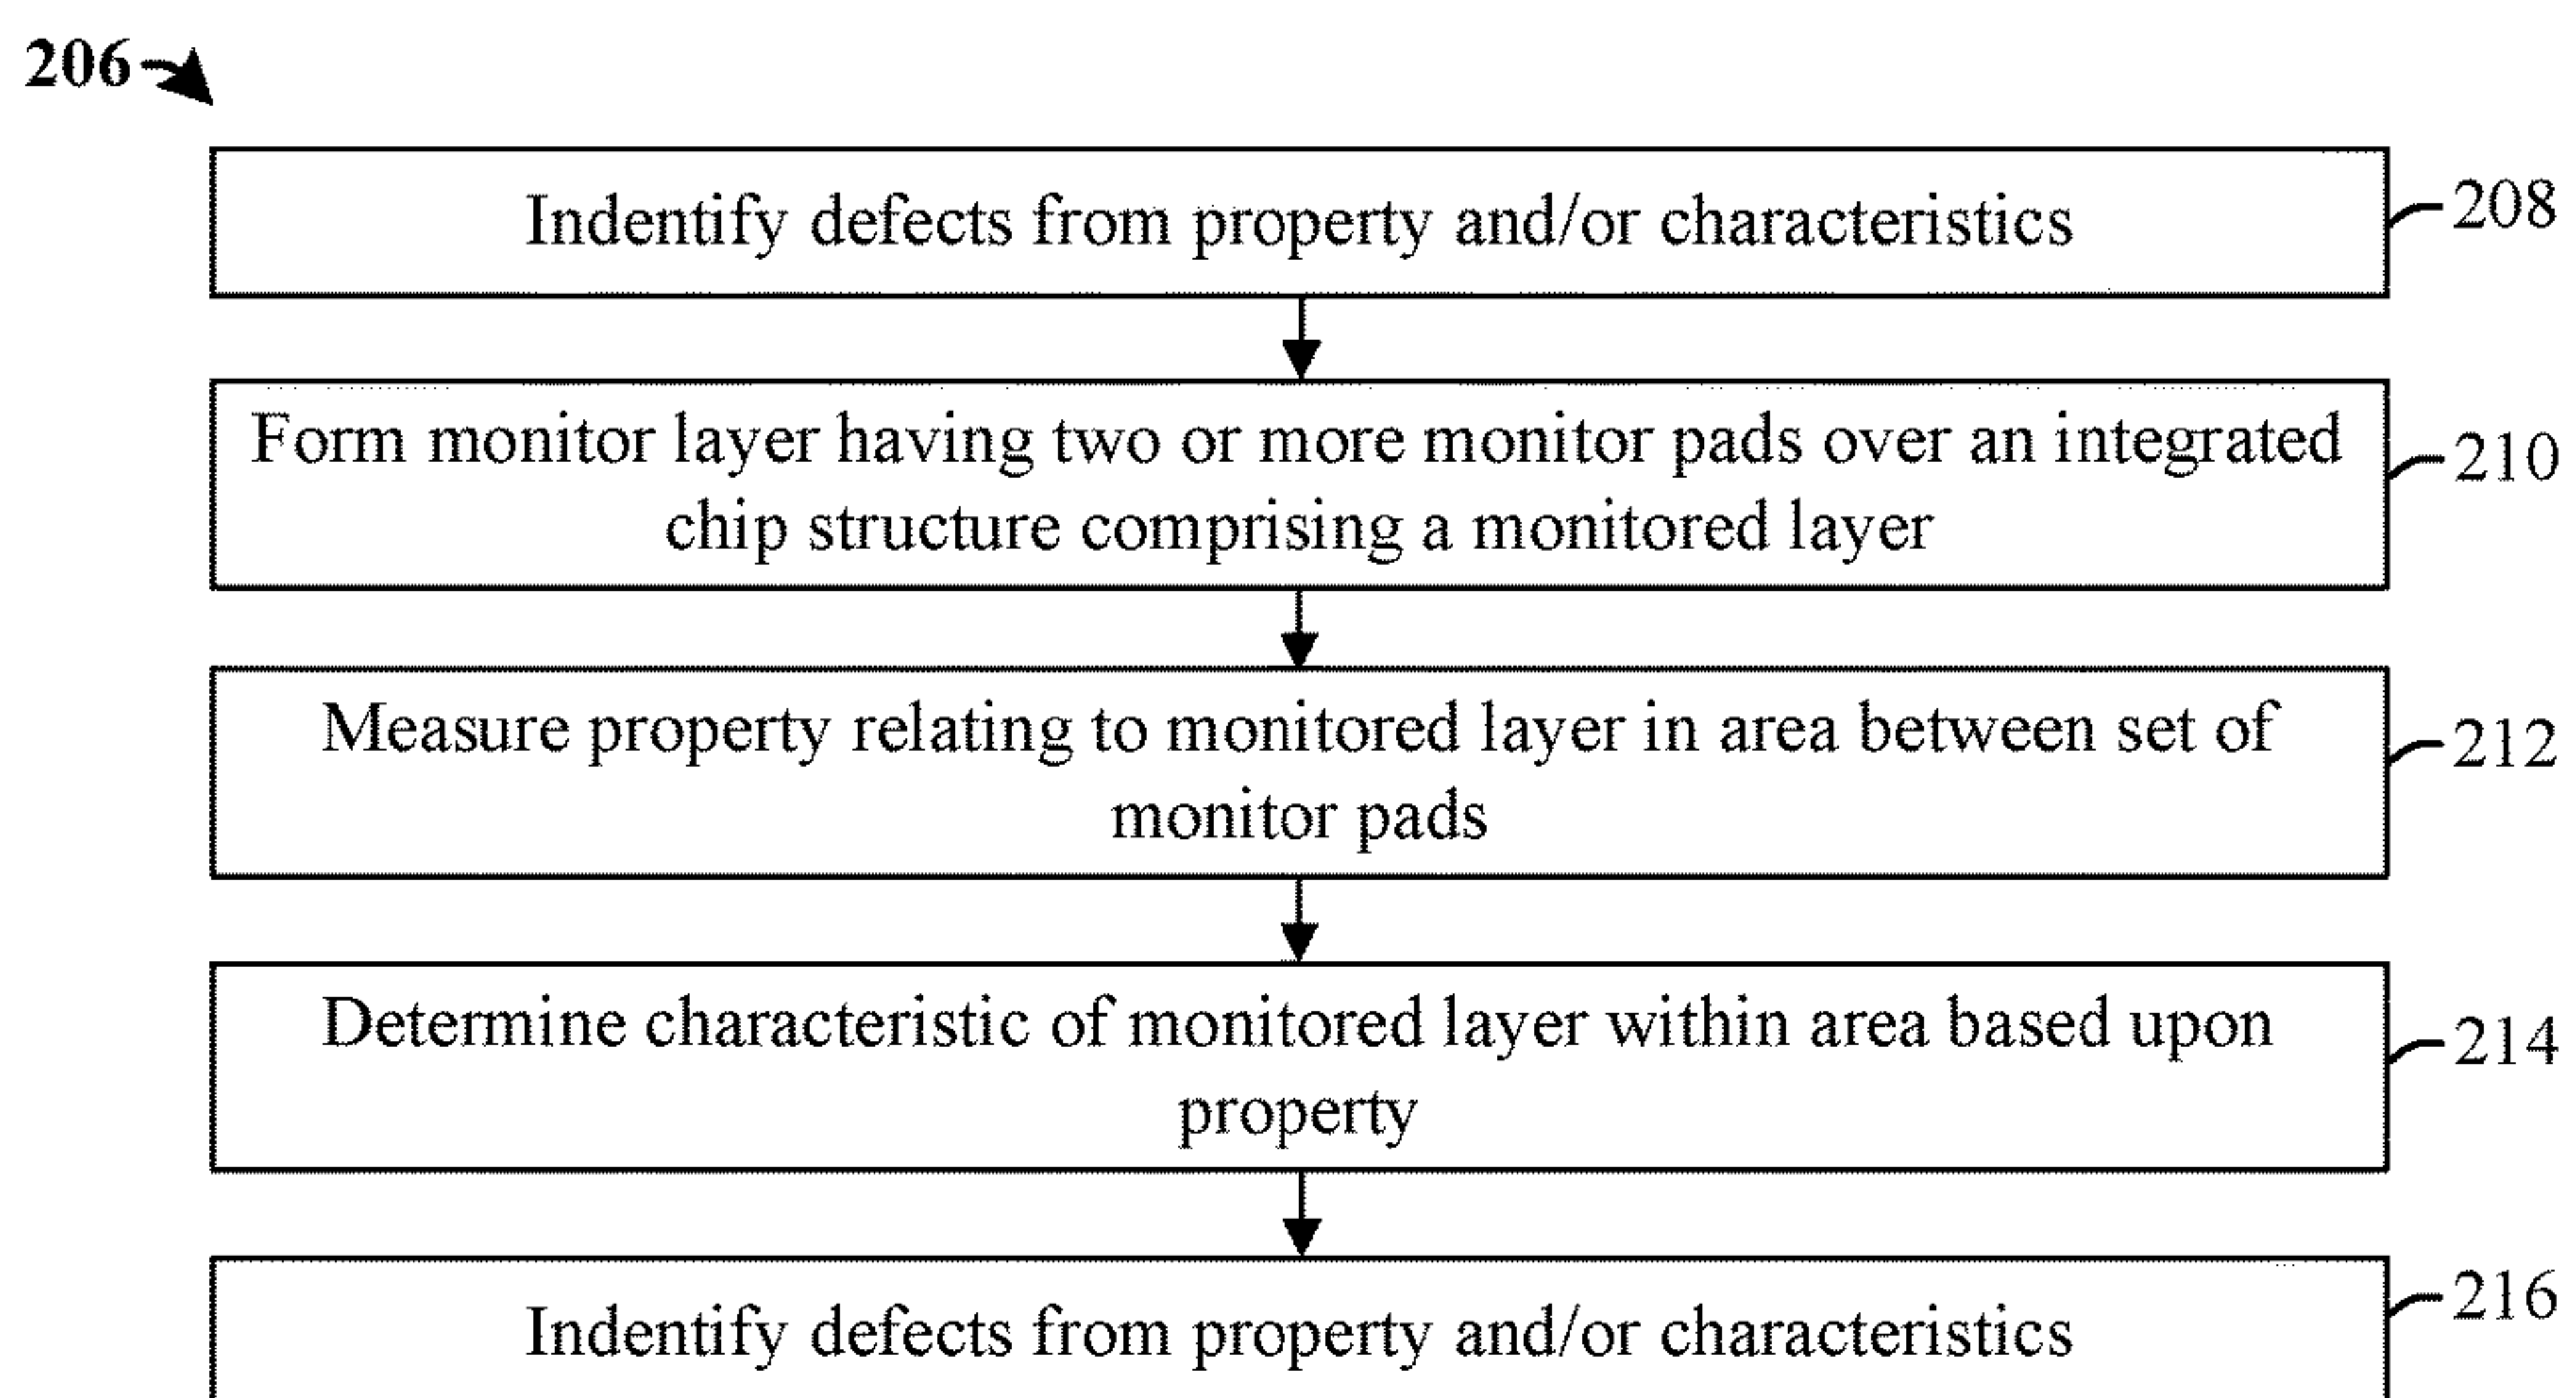 206
Indentify defects from property and/or characteristics
208
Form monitor layer having two or more monitor pads over an integrated
chip structure comprising a monitored layer
210
Measure property relating to monitored layer in area between set of
monitor pads
212
Determine characteristic of monitored layer within area based upon
property
214
Indentify defects from property and/or characteristics
216